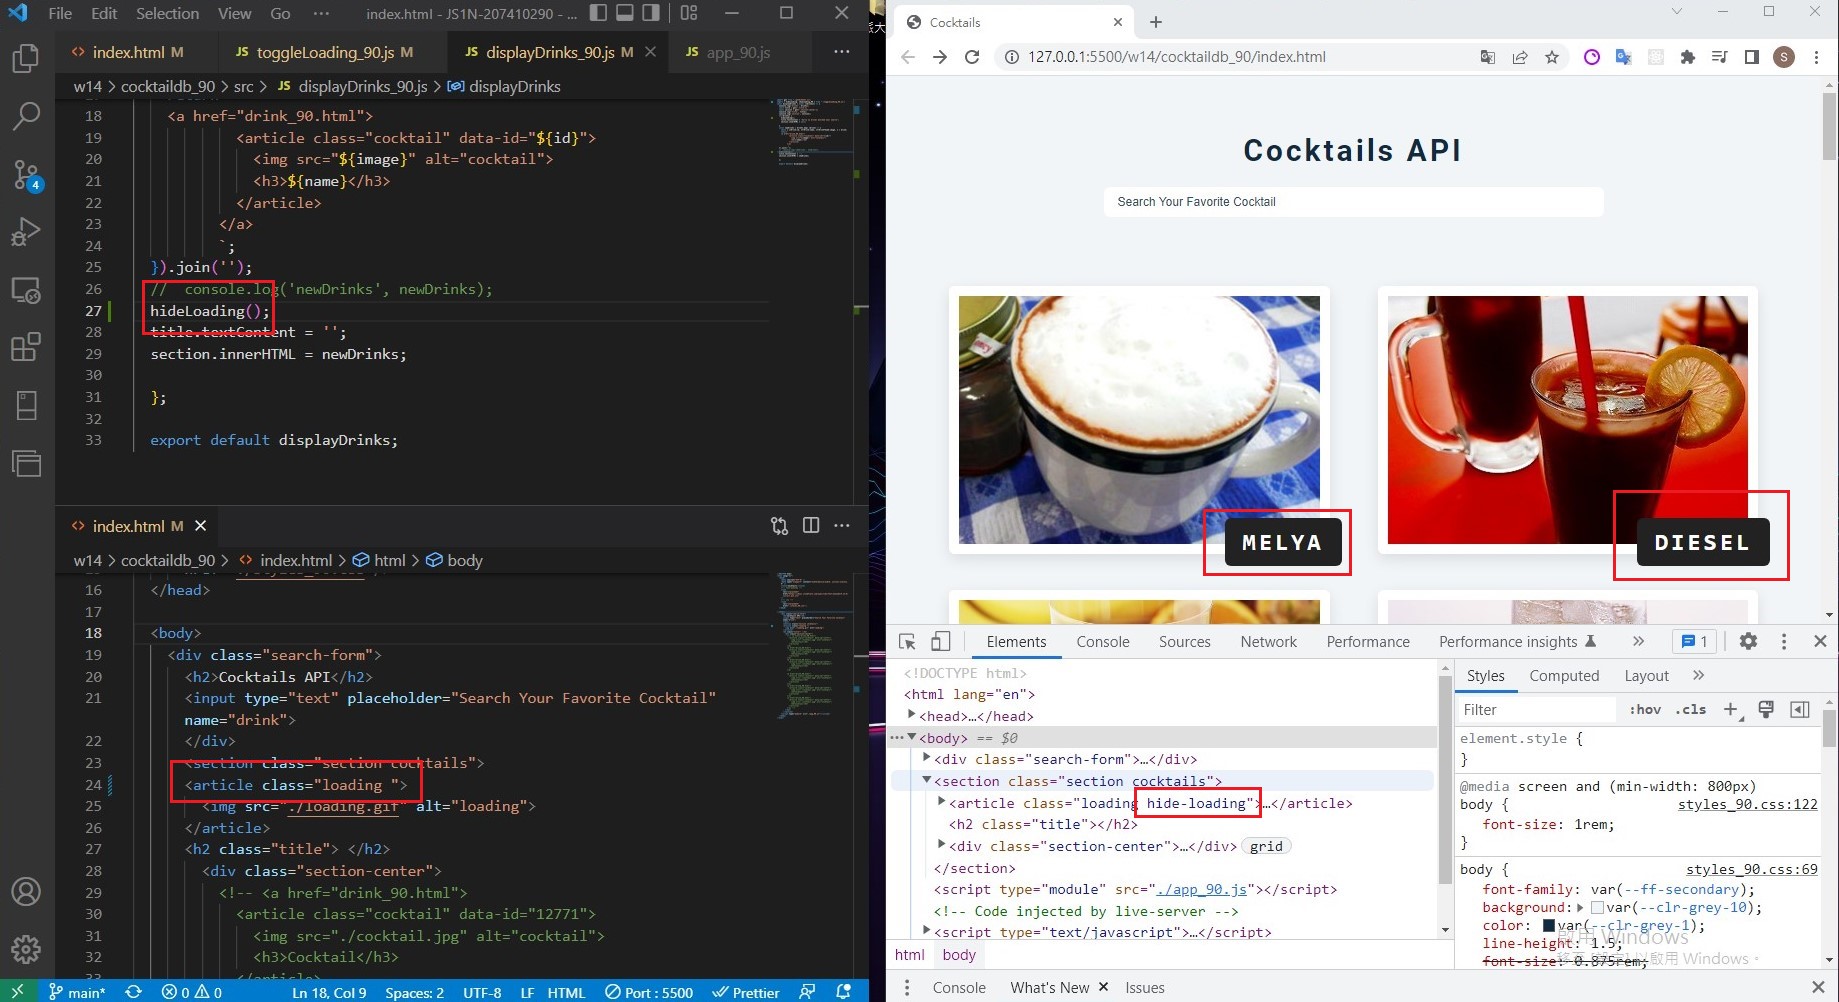 File Edit Selection View Go ··· index.html - JS1N-207410290 - ...
index.html M toggleLoading_90.js M displayDrinks_90.js M app_90.js
w14 > cocktaildb_90 > src > JS displayDrinks_90.js > displayDrinks
18 <a href="drink_90.html">
19 <article class="cocktail" data-id="${id}">
20 <img src="${image}" alt="cocktail">
21 <h3>${name}</h3>
22 </article>
23 </a>
24 `;
25 }).join('');
26 // console.log('newDrinks', newDrinks);
27 hideLoading();
28 title.textContent = '';
29 section.innerHTML = newDrinks;
30
31 };
32
33 export default displayDrinks;
4
index.html M
w14 > cocktaildb_90 > index.html > html > body
16 </head>
17
18 <body>
19 <div class="search-form">
20 <h2>Cocktails API</h2>
21 <input type="text" placeholder="Search Your Favorite Cocktail"
name="drink">
22 </div>
23 <section class="section cocktails">
24 <article class="loading ">
25 <img src="./loading.gif" alt="loading">
26 </article>
27 <h2 class="title"> </h2>
28 <div class="section-center">
29 <!-- <a href="drink_90.html">
30 <article class="cocktail" data-id="12771">
31 <img src="./cocktail.jpg" alt="cocktail">
32 <h3>Cocktail</h3>
33 </article>
main* 0 0 Ln 18, Col 9 Spaces: 2 UTF-8 LF HTML Port : 5500 Prettier
Cocktails
127.0.0.1:5500/w14/cocktaildb_90/index.html
S
Cocktails API
Search Your Favorite Cocktail
MELYA
DIESEL
Elements Console Sources Network Performance Performance insights 1
<!DOCTYPE html>
<html lang="en">
<head>…</head>
<body> == $0
<div class="search-form">…</div>
<section class="section cocktails">
<article class="loading hide-loading">…</article>
<h2 class="title"></h2>
<div class="section-center">…</div> grid
</section>
<script type="module" src="./app_90.js"></script>
<!-- Code injected by live-server -->
<script type="text/javascript">…</script>
html body
Styles Computed Layout
Filter :hov .cls
element.style {
}
@media screen and (min-width: 800px)
body { styles_90.css:122
font-size: 1rem;
}
body { styles_90.css:69
font-family: var(--ff-secondary);
background: var(--clr-grey-10);
color: var(--clr-grey-1);
line-height: 1.5;
font-size: 0.875rem;
啟用 Windows
移至 [設定] 以啟用 Windows。
Console What's New Issues